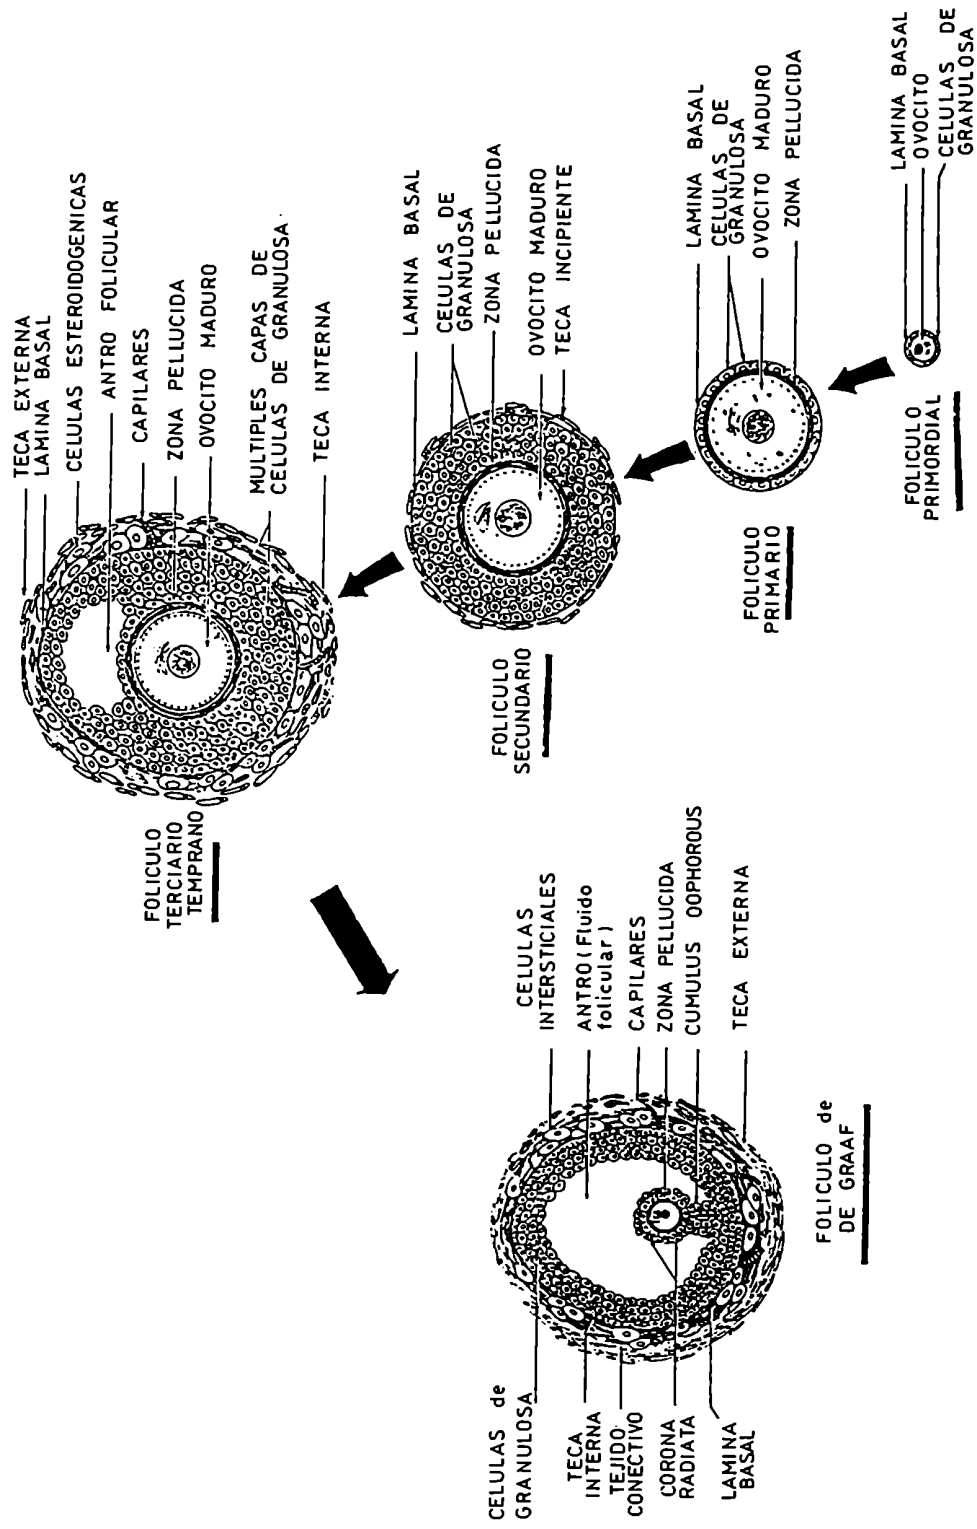 TECA EXTERNA
LAMINA BASAL
CELULAS ESTEROIDOGENICAS
ANTRO FOLICULAR
CAPILARES
ZONA PELLUCIDA
OVOCITO MADURO
MULTIPLES CAPAS DE
CELULAS DE GRANULOSA
TECA INTERNA
FOLICULO
TERCIARIO
TEMPRANO
LAMINA BASAL
CELULAS DE
GRANULOSA
ZONA PELLUCIDA
OVOCITO MADURO
TECA INCIPIENTE
FOLICULO
SECUNDARIO
LAMINA BASAL
CELULAS DE
GRANULOSA
OVOCITO MADURO
ZONA PELLUCIDA
FOLICULO
PRIMARIO
LAMINA BASAL
OVOCITO
CELULAS DE
GRANULOSA
FOLICULO
PRIMORDIAL
CELULAS
INTERSTICIALES
ANTRO (Fluido
folicular)
CAPILARES
ZONA PELLUCIDA
CUMULUS OOPHOROUS
TECA EXTERNA
CELULAS de
GRANULOSA
TECA
INTERNA
TEJIDO
CONECTIVO
CORONA
RADIATA
LAMINA
BASAL
FOLICULO de
DE GRAAF